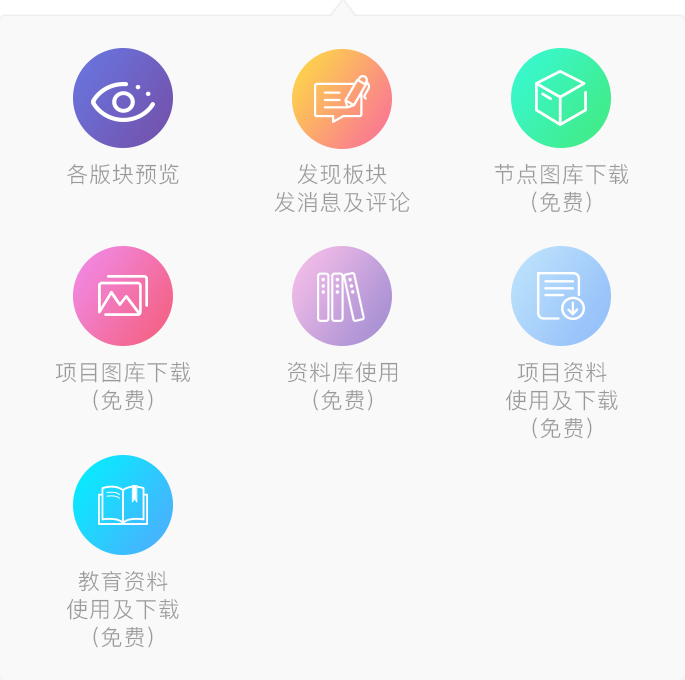 各版块预览
发现板块
发消息及评论
节点图库下载
(免费)
项目图库下载
(免费)
资料库使用
(免费)
项目资料
使用及下载
(免费)
教育资料
使用及下载
(免费)